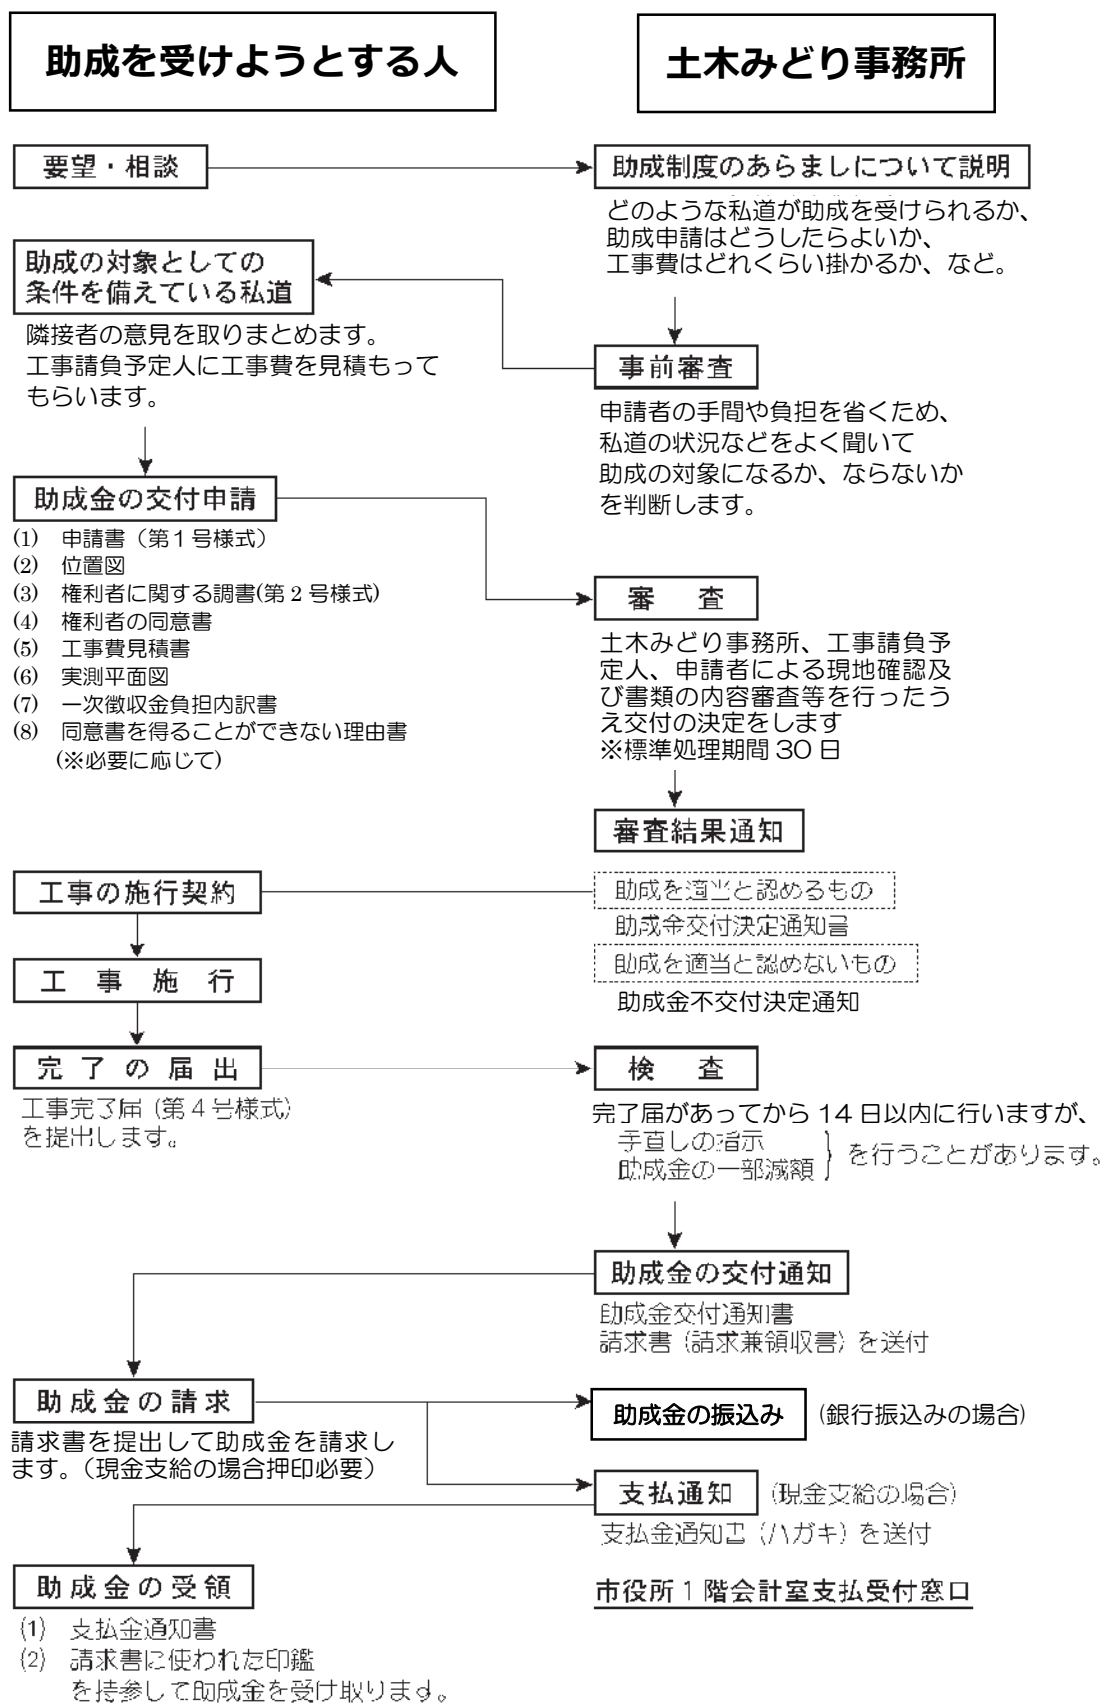 助成を受けようとする人
土木みどり事務所
要望・相談
助成制度のあらましについて説明
どのような私道が助成を受けられるか、
助成申請はどうしたらよいか、
工事費はどれくらい掛かるか、など。
助成の対象としての
条件を備えている私道
隣接者の意見を取りまとめます。
工事請負予定人に工事費を見積もって
もらいます。
事前審査
申請者の手間や負担を省くため、
私道の状況などをよく聞いて
助成の対象になるか、ならないか
を判断します。
助成金の交付申請
(1) 申請書（第１号様式）
(2) 位置図
(3) 権利者に関する調書(第２号様式)
(4) 権利者の同意書
(5) 工事費見積書
(6) 実測平面図
(7) 一次徴収金負担内訳書
(8) 同意書を得ることができない理由書
(※必要に応じて)
審　査
土木みどり事務所、工事請負予
定人、申請者による現地確認及
び書類の内容審査等を行ったう
え交付の決定をします
※標準処理期間 30 日
審査結果通知
工事の施行契約
助成を適当と認めるもの
助成金交付決定通知書
助成を適当と認めないもの
助成金不交付決定通知
工　事　施　行
完 了 の 届 出
工事完了届（第４号様式）
を提出します。
検　査
完了届があってから 14 日以内に行いますが、
手直しの指示
助成金の一部減額
} を行うことがあります。
助成金の交付通知
助成金交付通知書
請求書（請求兼領収書）を送付
助成金の請求
請求書を提出して助成金を請求し
ます。（現金支給の場合押印必要）
助成金の振込み (銀行振込みの場合)
支払通知 (現金支給の場合)
支払金通知書（ハガキ）を送付
助成金の受領
市役所１階会計室支払受付窓口
(1) 支払金通知書
(2) 請求書に使われた印鑑
を持参して助成金を受け取ります。